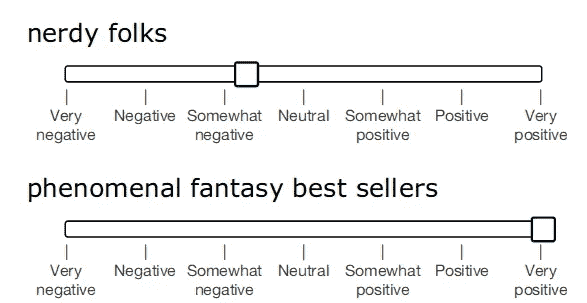 nerdy folks
Very Negative Somewhat Neutral Somewhat Positive Very
negative negative positive positive
phenomenal fantasy best sellers
Very Negative Somewhat Neutral Somewhat Positive Very
negative negative positive positive